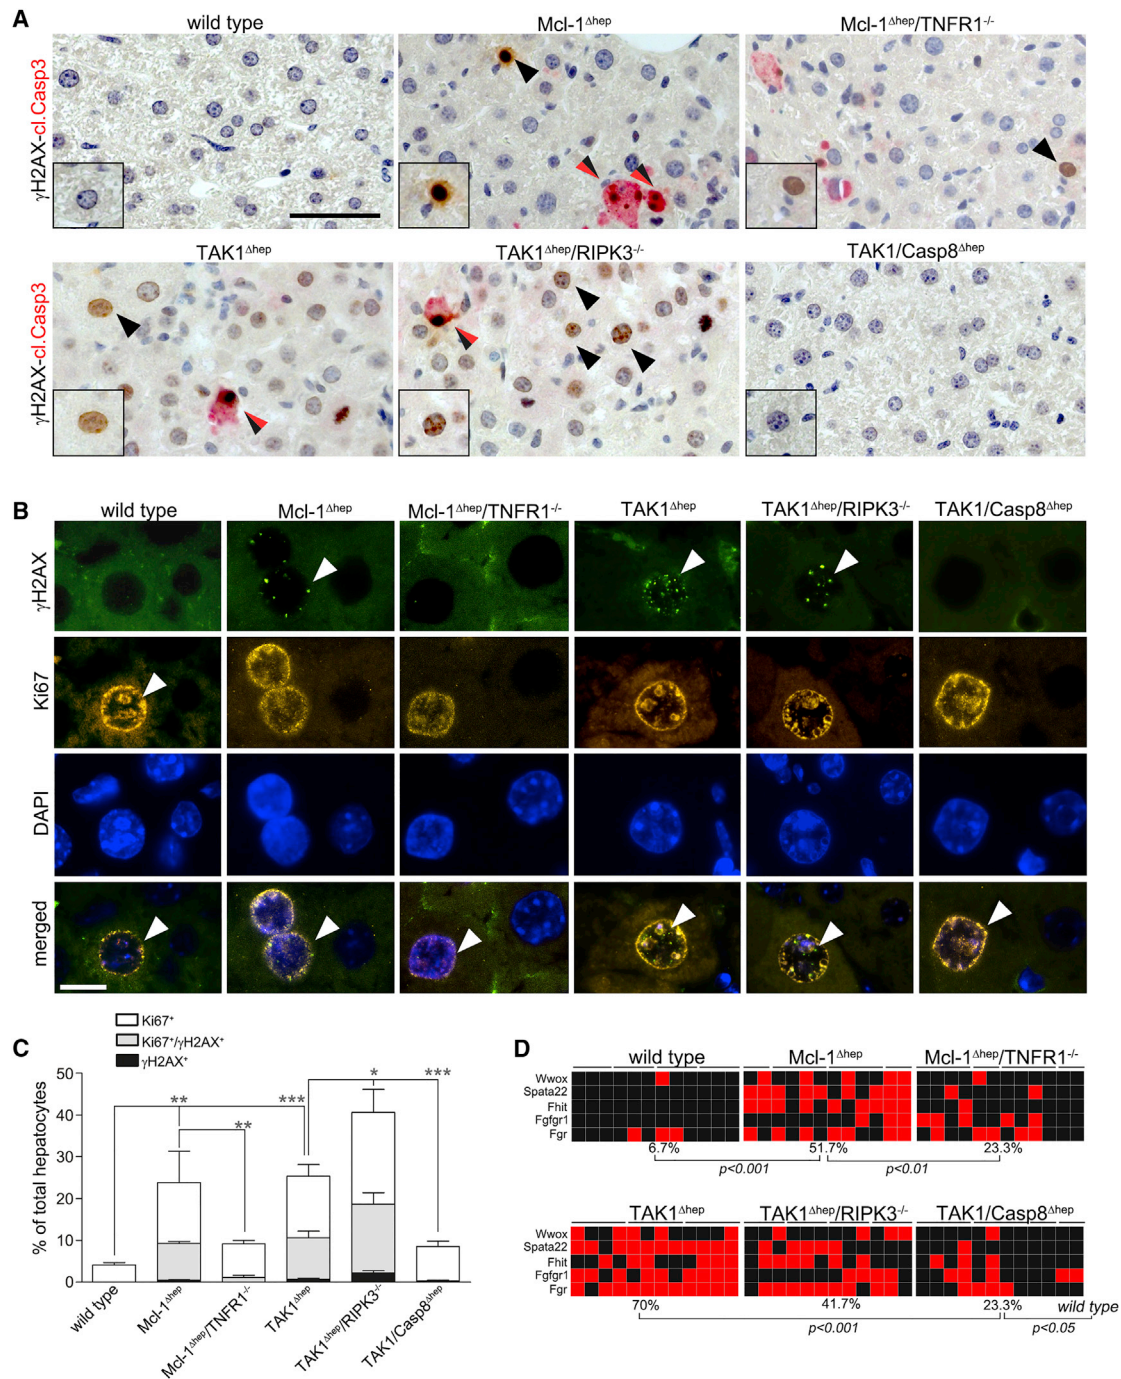 A
wild type
Mcl-1Δhep
Mcl-1Δhep/TNFR1-/-
γH2AX-cl.Casp3
TAK1Δhep
TAK1Δhep/RIPK3-/-
TAK1/Casp8Δhep
γH2AX-cl.Casp3
B
wild type
Mcl-1Δhep
Mcl-1Δhep/TNFR1-/-
TAK1Δhep
TAK1Δhep/RIPK3-/-
TAK1/Casp8Δhep
γH2AX
Ki67
DAPI
merged
C
Ki67+
Ki67+/γH2AX+
γH2AX+
% of total hepatocytes
50
40
30
20
10
0
**
**
***
*
***
wild type
Mcl-1Δhep
Mcl-1Δhep/TNFR1-/-
TAK1Δhep
TAK1Δhep/RIPK3-/-
TAK1/Casp8Δhep
D
wild type
Mcl-1Δhep
Mcl-1Δhep/TNFR1-/-
Wwox
Spata22
Fhit
Fgfgr1
Fgr
6.7%
51.7%
23.3%
p<0.001
p<0.01
TAK1Δhep
TAK1Δhep/RIPK3-/-
TAK1/Casp8Δhep
Wwox
Spata22
Fhit
Fgfgr1
Fgr
70%
41.7%
23.3%
wild type
p<0.001
p<0.05